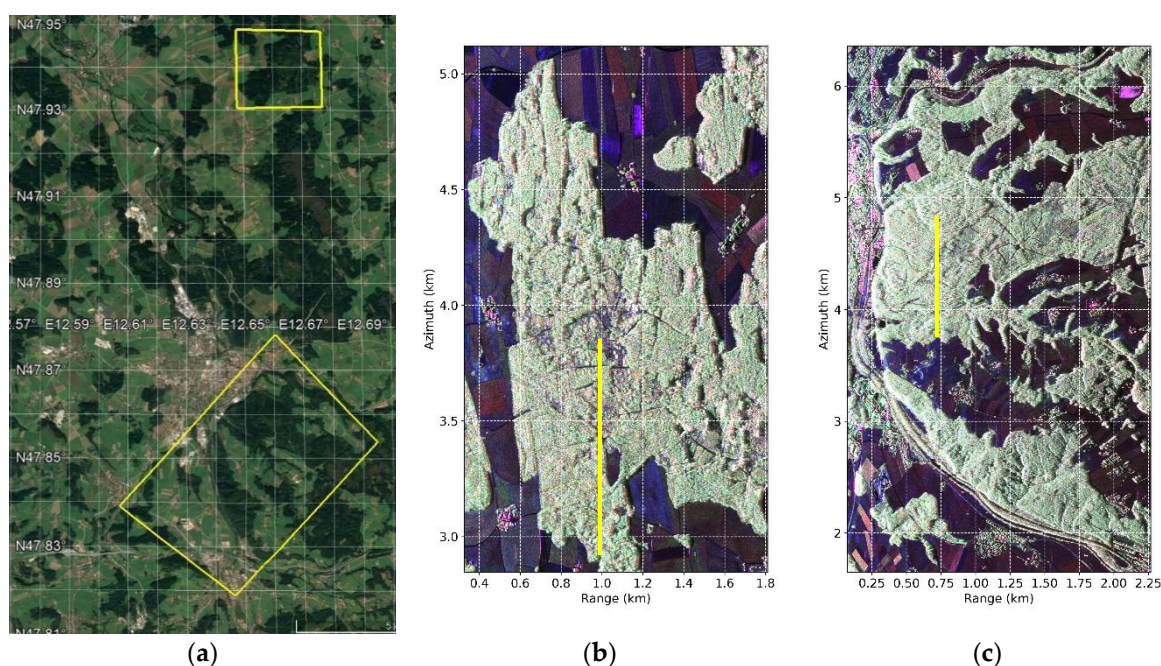 N47.95°
N47.93
N47.91
N47.89
2.57 E12.59 E12.61° E12.63 E12.65° E12.67 E12.69°
N47.87
N47.85
N47.83
N47.81
5.0
4.5
4.0
3.5
3.0
Azimuth (km)
0.4 0.6 0.8 1.0 1.2 1.4 1.6 1.8
Range (km)
6
5
4
3
2
Azimuth (km)
0.25 0.50 0.75 1.00 1.25 1.50 1.75 2.00 2.25
Range (km)
(a) (b) (c)